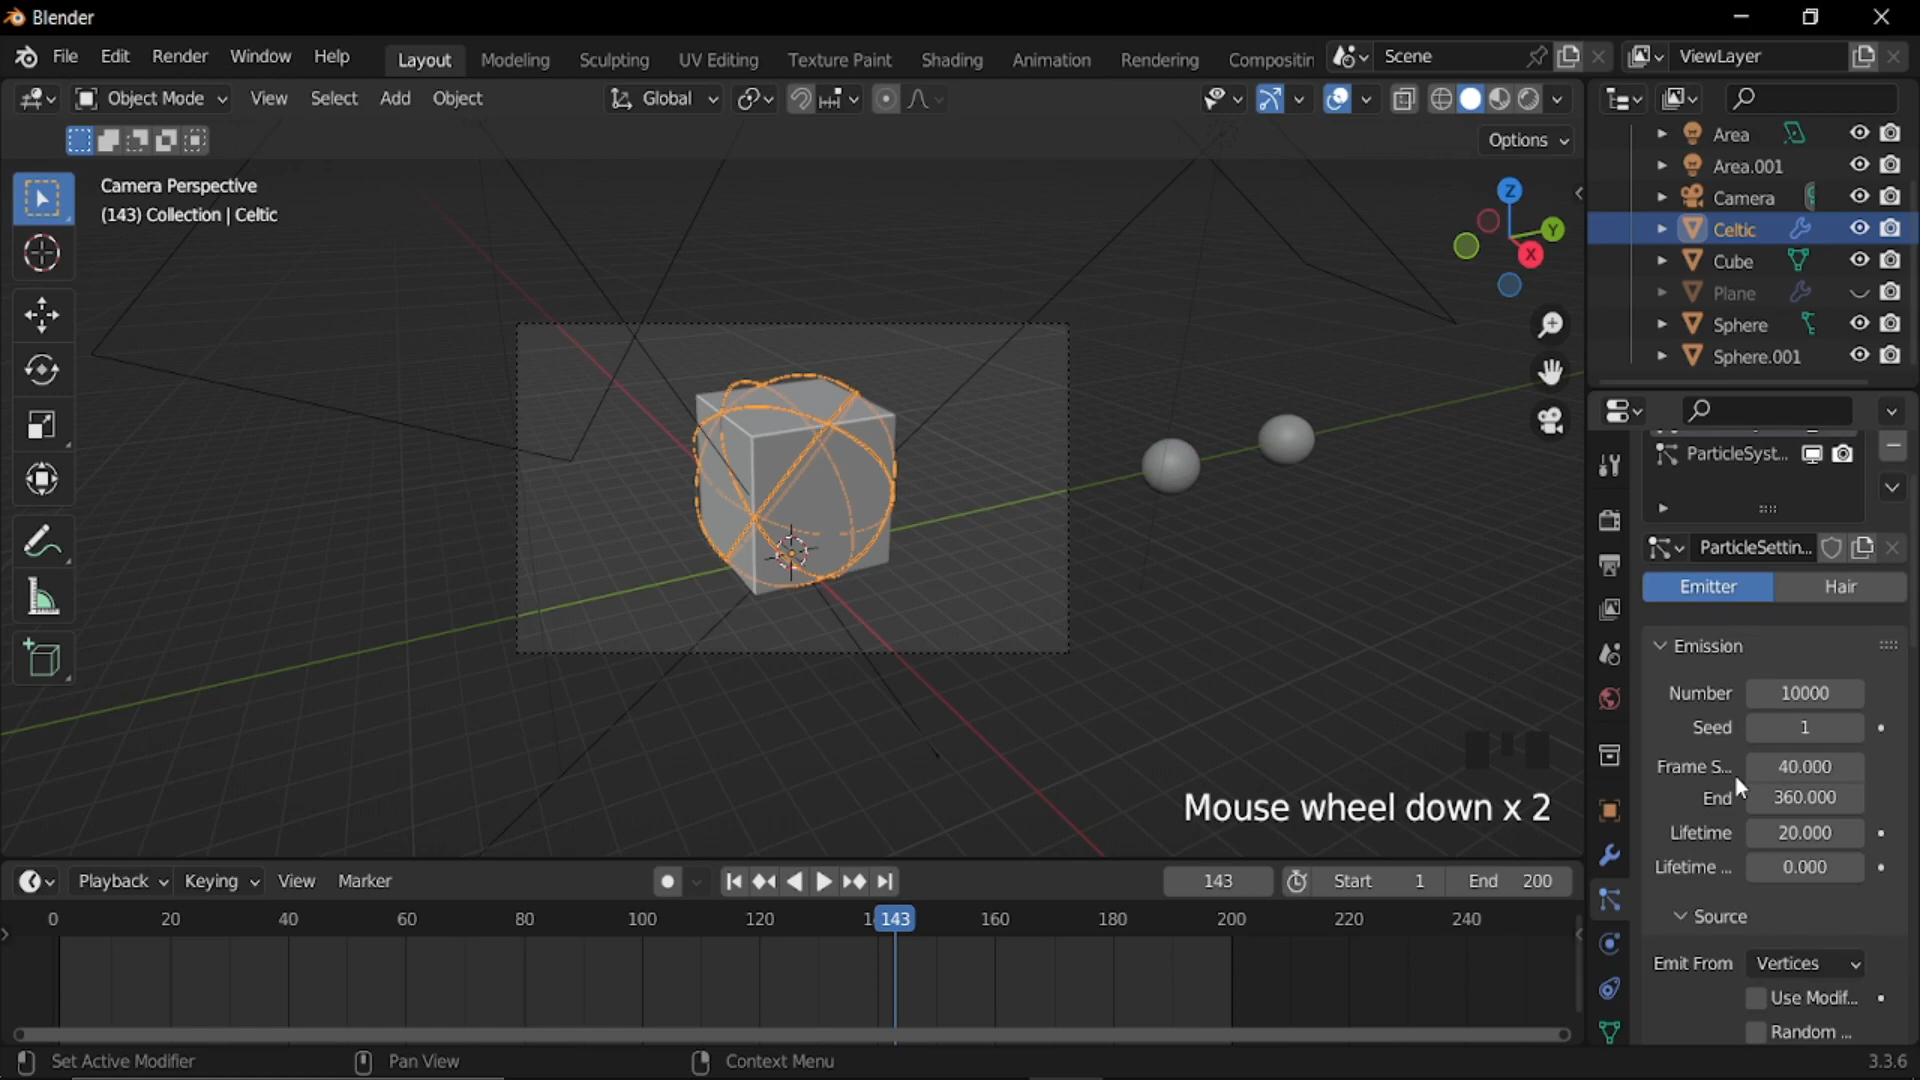 Blender
File Edit Render Window Help Layout Modeling Sculpting UV Editing Texture Paint Shading Animation Rendering Compositin Scene ViewLayer
Object Mode View Select Add Object Global
Options
Camera Perspective
(143) Collection | Celtic
Z
Y
X
Area
Area.001
Camera
Celtic
Cube
Plane
Sphere
Sphere.001
ParticleSyst...
ParticleSettin...
Emitter Hair
Emission
Number 10000
Seed 1
Frame S... 40.000
End 360.000
Lifetime 20.000
Lifetime ... 0.000
Source
Emit From Vertices
Use Modif...
Random ...
Mouse wheel down x 2
Playback Keying View Marker 143 Start 1 End 200
0 20 40 60 80 100 120 1 143 160 180 200 220 240
Set Active Modifier Pan View Context Menu 3.3.6